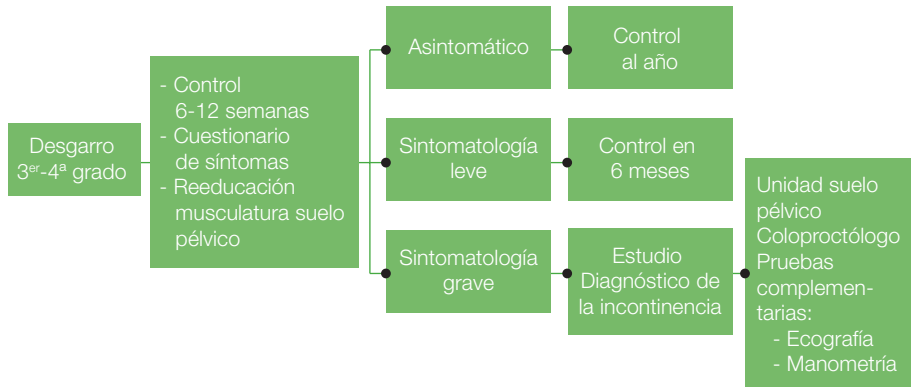 Desgarro
3er-4ª grado
- Control
6-12 semanas
- Cuestionario
de síntomas
- Reeducación
musculatura suelo
pélvico
Asintomático
Control
al año
Sintomatología
leve
Control en
6 meses
Sintomatología
grave
Estudio
Diagnóstico de
la incontinencia
Unidad suelo
pélvico
Coloproctólogo
Pruebas
complemen-
tarias:
- Ecografía
- Manometría